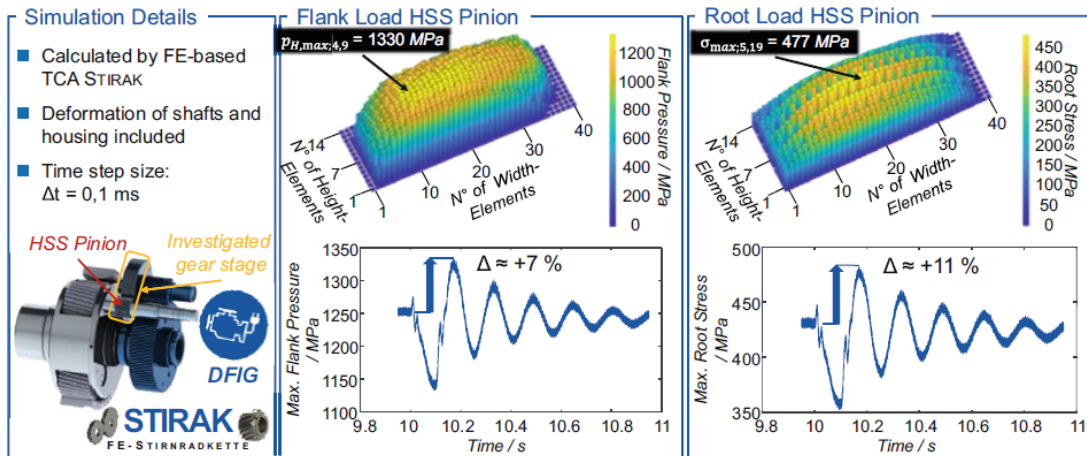 Simulation Details
Calculated by FE-based
TCA STIRAK
Deformation of shafts and
housing included
Time step size:
Δt = 0,1 ms
HSS Pinion
Investigated
gear stage
DFIG
STIRAK
FE-STIRNRADKETTE
Flank Load HSS Pinion
p_H,max;4,9 = 1330 MPa
1200
1000
800
600
400
200
0
Flank Pressure / MPa
14
7
1
N° of Height-
Elements
1
10
20
30
40
N° of Width-
Elements
1350
1300
1250
1200
1150
1100
Max. Flank Pressure
/ MPa
Δ ≈ +7 %
9.8
10
10.2
10.4
10.6
10.8
11
Time / s
Root Load HSS Pinion
σ_max;5,19 = 477 MPa
450
400
350
300
250
200
150
100
50
0
Root Stress / MPa
14
7
1
N° of Height-
Elements
1
10
20
30
40
N° of Width-
Elements
500
450
400
350
Max. Root Stress
/ MPa
Δ ≈ +11 %
9.8
10
10.2
10.4
10.6
10.8
11
Time / s